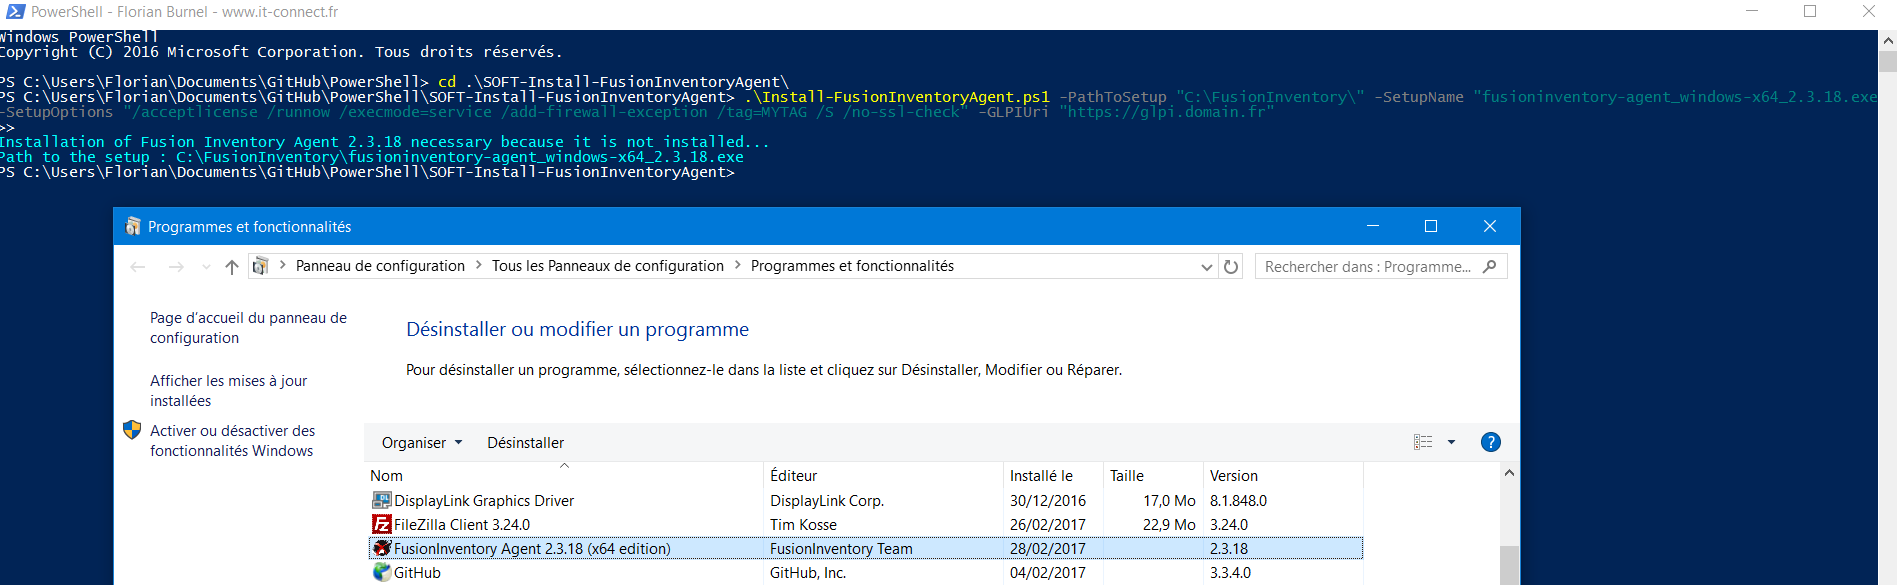 PowerShell - Florian Burnel - www.it-connect.fr
Windows PowerShell
Copyright (C) 2016 Microsoft Corporation. Tous droits réservés.
PS C:\Users\Florian\Documents\GitHub\PowerShell> cd .\SOFT-Install-FusionInventoryAgent\
PS C:\Users\Florian\Documents\GitHub\PowerShell\SOFT-Install-FusionInventoryAgent> .\Install-FusionInventoryAgent.ps1 -PathToSetup "C:\FusionInventory\" -SetupName "fusioninventory-agent_windows-x64_2.3.18.exe
-SetupOptions "/acceptlicense /runnow /execmode=service /add-firewall-exception /tag=MYTAG /S /no-ssl-check" -GLPIUri "https://glpi.domain.fr"
>>
Installation of Fusion Inventory Agent 2.3.18 necessary because it is not installed...
Path to the setup : C:\FusionInventory\fusioninventory-agent_windows-x64_2.3.18.exe
PS C:\Users\Florian\Documents\GitHub\PowerShell\SOFT-Install-FusionInventoryAgent>
Programmes et fonctionnalités
Panneau de configuration > Tous les Panneaux de configuration > Programmes et fonctionnalités
Rechercher dans : Programme...
Page d'accueil du panneau de
configuration
Afficher les mises à jour
installées
Activer ou désactiver des
fonctionnalités Windows
Désinstaller ou modifier un programme
Pour désinstaller un programme, sélectionnez-le dans la liste et cliquez sur Désinstaller, Modifier ou Réparer.
Organiser Désinstaller
Nom Éditeur Installé le Taille Version
DisplayLink Graphics Driver DisplayLink Corp. 30/12/2016 17,0 Mo 8.1.848.0
FileZilla Client 3.24.0 Tim Kosse 26/02/2017 22,9 Mo 3.24.0
FusionInventory Agent 2.3.18 (x64 edition) FusionInventory Team 28/02/2017 2.3.18
GitHub GitHub, Inc. 04/02/2017 3.3.4.0